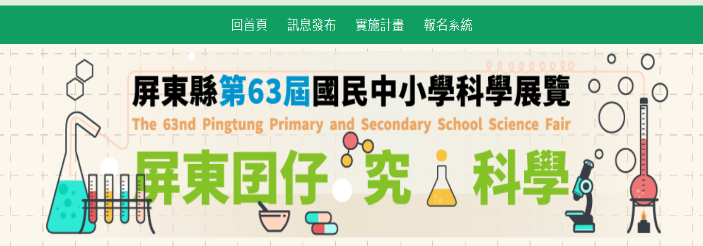 回首頁 訊息發布 實施計畫 報名系統
屏東縣第63屆國民中小學科學展覽
The 63nd Pingtung Primary and Secondary School Science Fair
屏東囝仔 究 科學